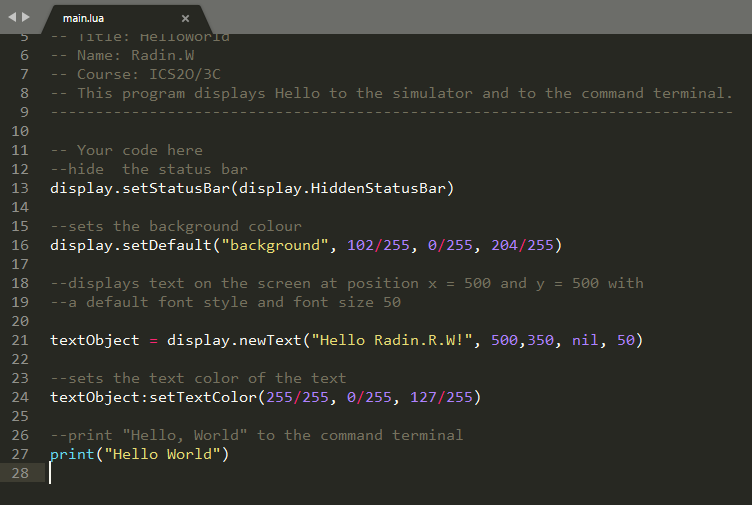 main.lua
5 -- Title: HelloWorld
6 -- Name: Radin.W
7 -- Course: ICS2O/3C
8 -- This program displays Hello to the simulator and to the command terminal.
9 ----------------------------------------------------------------------------
10
11 -- Your code here
12 --hide  the status bar
13 display.setStatusBar(display.HiddenStatusBar)
14
15 --sets the background colour
16 display.setDefault("background", 102/255, 0/255, 204/255)
17
18 --displays text on the screen at position x = 500 and y = 500 with
19 --a default font style and font size 50
20
21 textObject = display.newText("Hello Radin.R.W!", 500,350, nil, 50)
22
23 --sets the text color of the text
24 textObject:setTextColor(255/255, 0/255, 127/255)
25
26 --print "Hello, World" to the command terminal
27 print("Hello World")
28